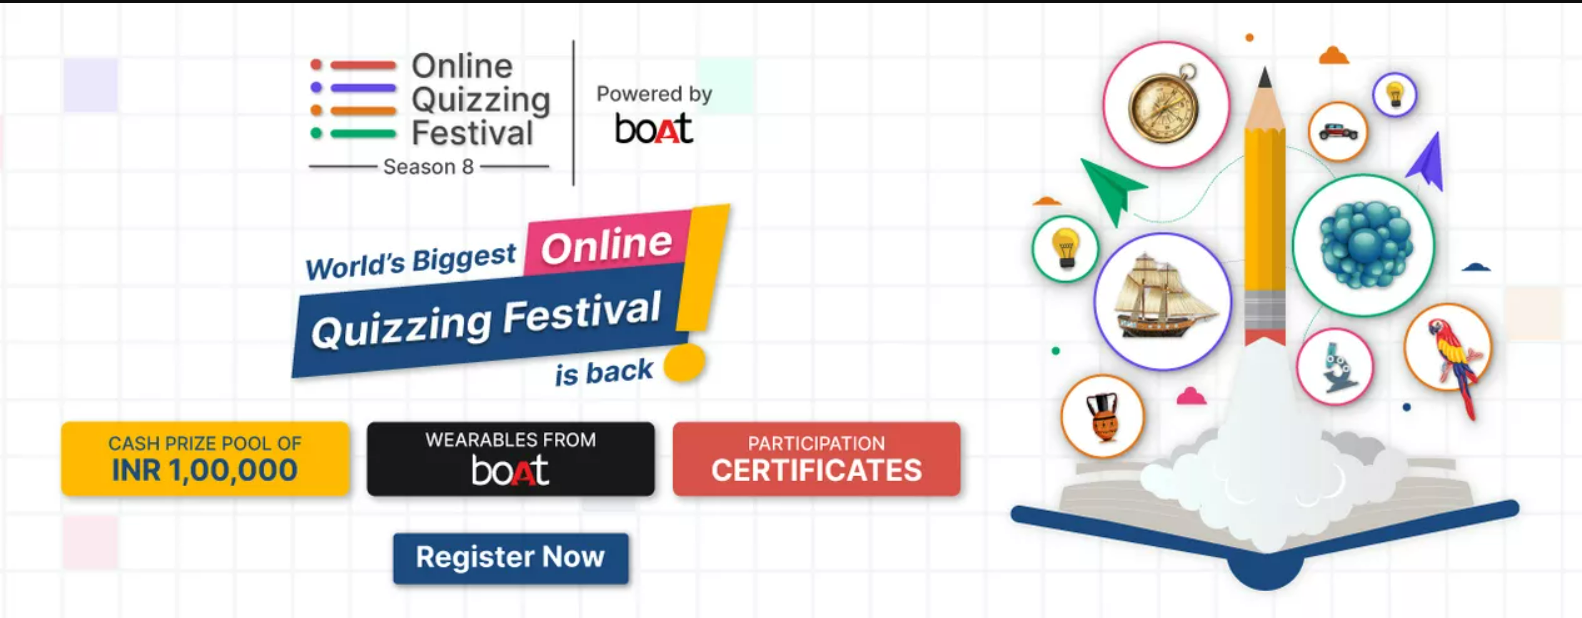 Online
Quizzing
Festival
Season 8
Powered by
boAt
World's Biggest Online
Quizzing Festival
is back
CASH PRIZE POOL OF
INR 1,00,000
WEARABLES FROM
boAt
PARTICIPATION
CERTIFICATES
Register Now